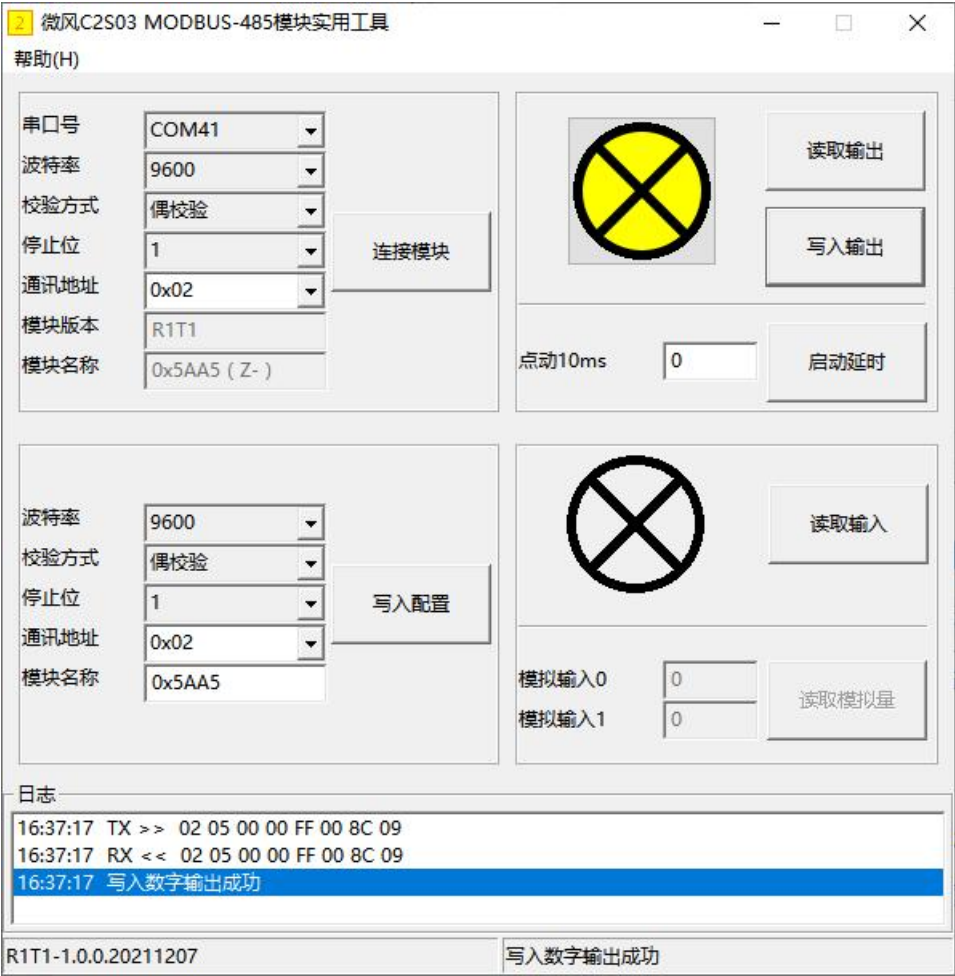 2 微风C2S03 MODBUS-485模块实用工具
帮助(H)
串口号 COM41
波特率 9600
校验方式 偶校验
停止位 1
通讯地址 0x02
模块版本 R1T1
模块名称 0x5AA5 ( Z- )
连接模块
读取输出
写入输出
点动10ms 0 启动延时
波特率 9600
校验方式 偶校验
停止位 1
通讯地址 0x02
模块名称 0x5AA5
写入配置
读取输入
模拟输入0 0
模拟输入1 0
读取模拟量
日志
16:37:17 TX >> 02 05 00 00 FF 00 8C 09
16:37:17 RX << 02 05 00 00 FF 00 8C 09
16:37:17 写入数字输出成功
R1T1-1.0.0.20211207 写入数字输出成功